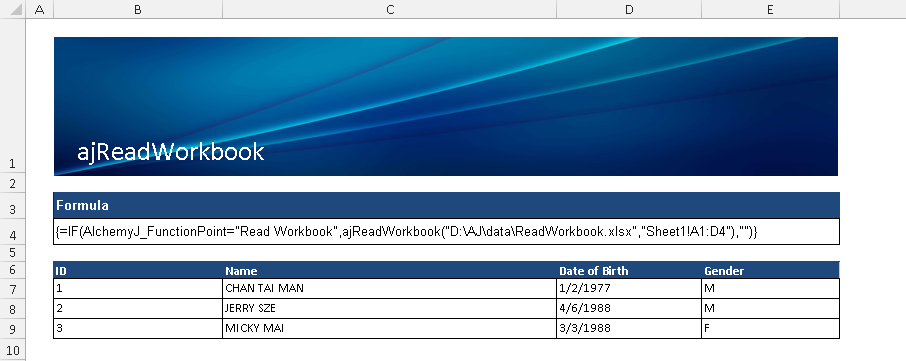 A B C D E
1 ajReadWorkbook
2
3 Formula
4 {=IF(AlchemyJ_FunctionPoint="Read Workbook",ajReadWorkbook("D:\AJ\data\ReadWorkbook.xlsx","Sheet1!A1:D4"),"")}
5
6 ID Name Date of Birth Gender
7 1 CHAN TAI MAN 1/2/1977 M
8 2 JERRY SZE 4/6/1988 M
9 3 MICKY MAI 3/3/1988 F
10